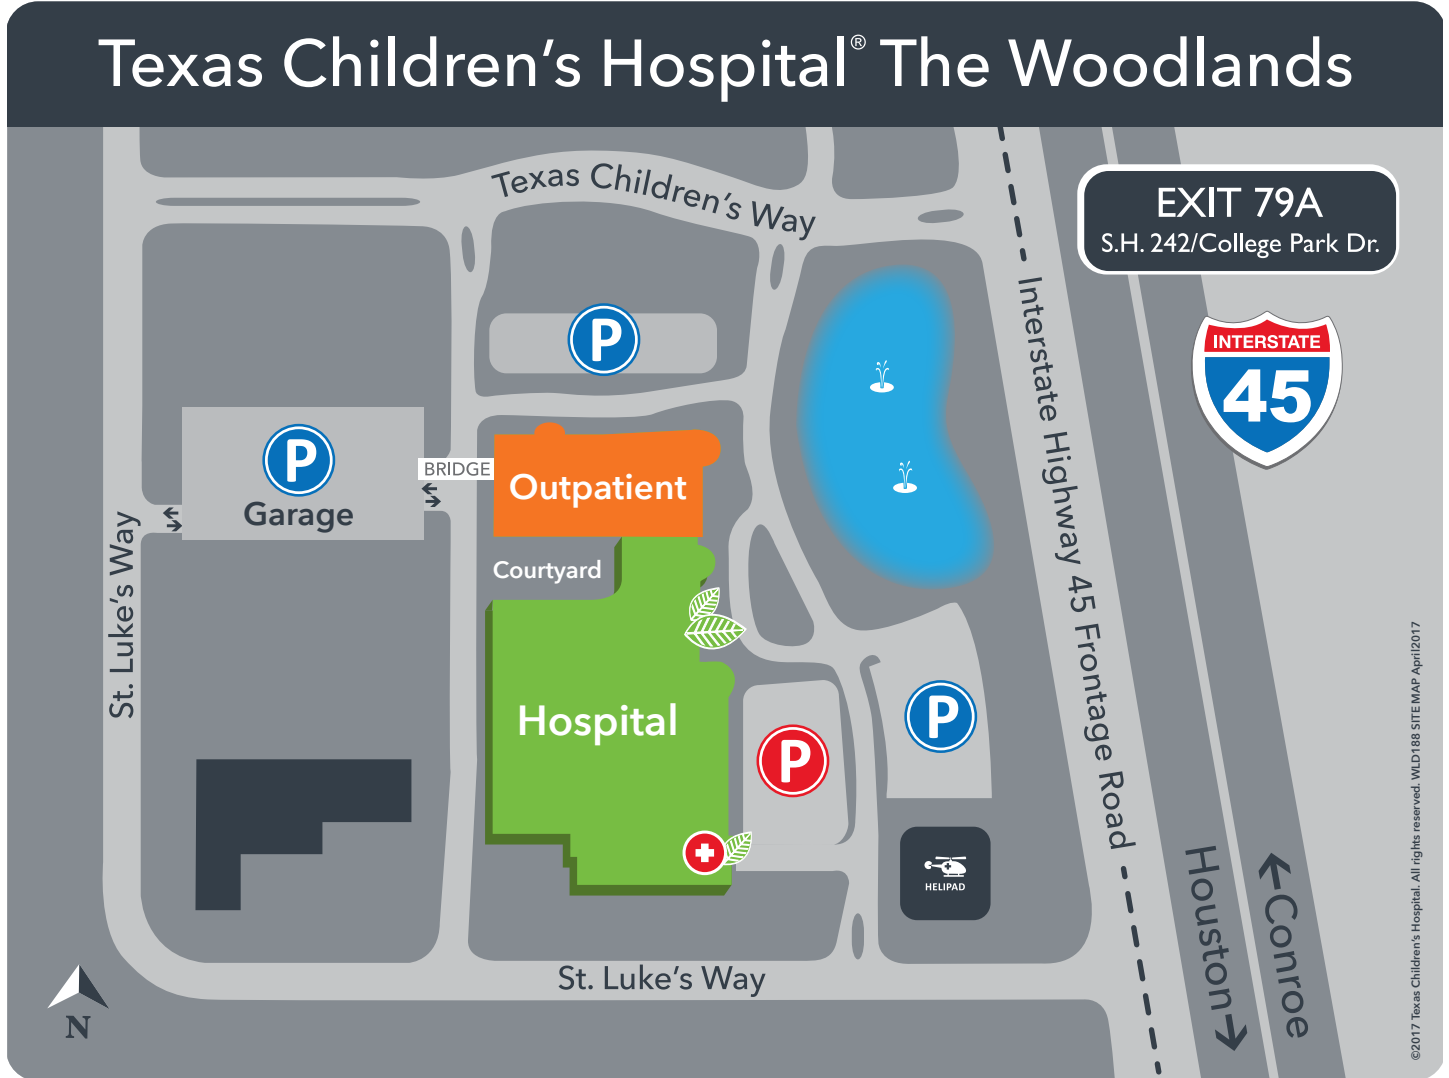 Texas Children’s Hospital® The Woodlands
Texas Children’s Way
EXIT 79A
S.H. 242/College Park Dr.
INTERSTATE
45
Interstate Highway 45 Frontage Road
P
P
Garage
BRIDGE
Outpatient
Courtyard
St. Luke’s Way
Hospital
P
P
HELIPAD
Houston→
←Conroe
St. Luke’s Way
N
©2017 Texas Children’s Hospital. All rights reserved. WLD188 SITE MAP April2017